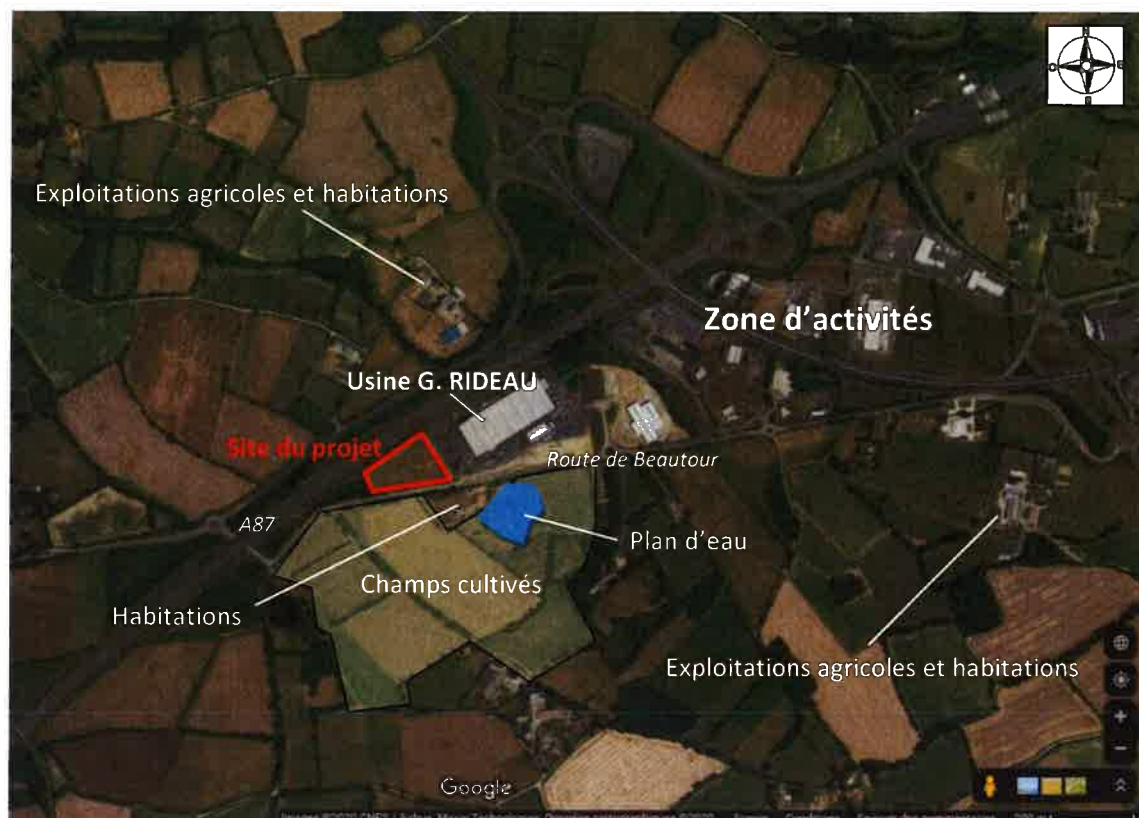 Exploitations agricoles et habitations
Zone d'activités
Usine G. RIDEAU
Site du projet
Route de Beautour
A87
Plan d'eau
Champs cultivés
Habitations
Exploitations agricoles et habitations
Google